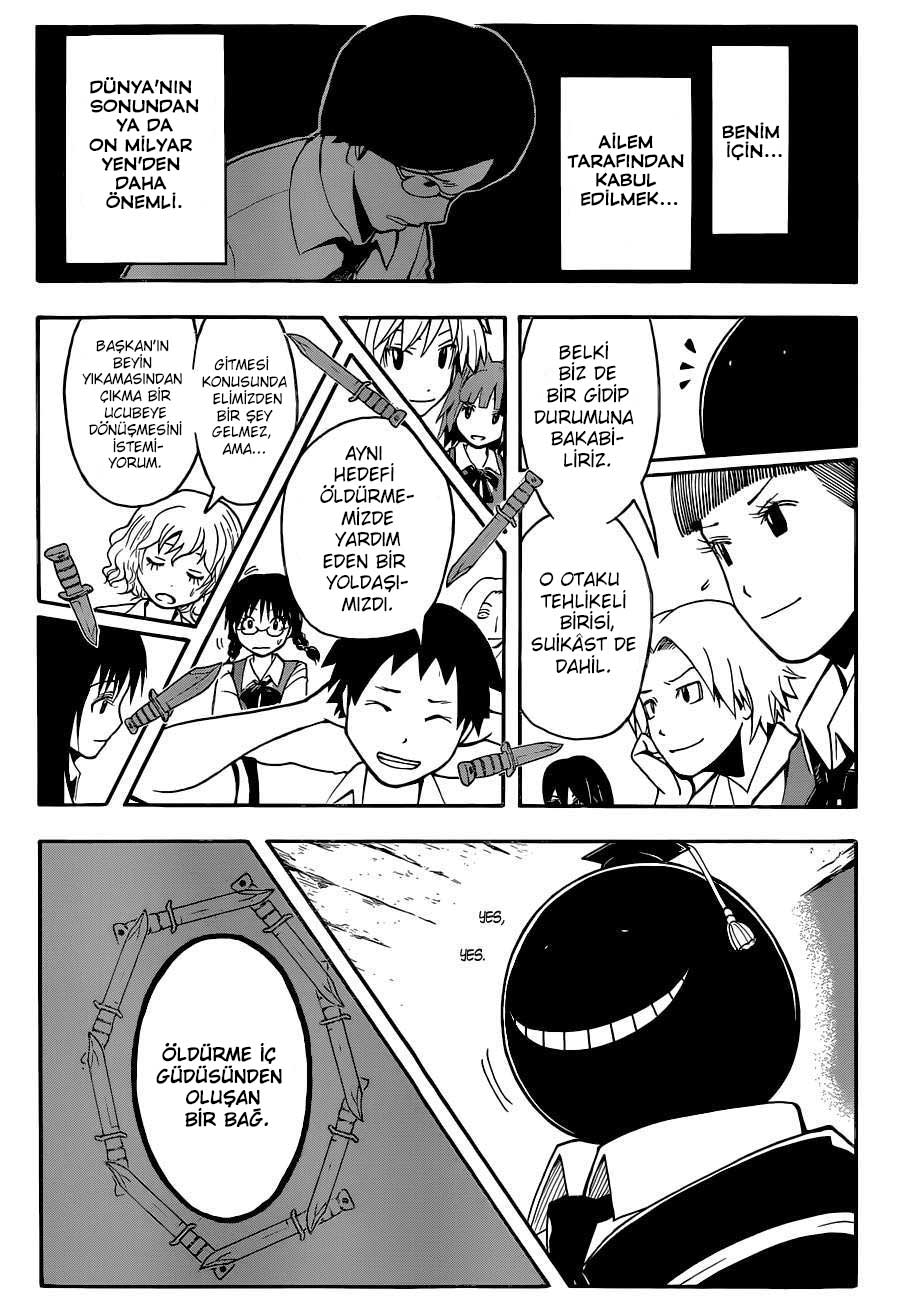 BENİM
İÇİN...
AİLEM
TARAFINDAN
KABUL
EDİLMEK...
DÜNYA'NIN
SONUNDAN
YA DA
ON MİLYAR
YEN'DEN
DAHA
ÖNEMLİ.
BELKİ
BİZ DE
BİR GİDİP
DURUMUNA
BAKABİ-
LİRİZ.
O OTAKU
TEHLİKELİ
BİRİSİ,
SUİKÂST DE
DAHİL.
AYNI
HEDEFİ
ÖLDÜRME-
MİZDE
YARDIM
EDEN BİR
YOLDAŞI-
MIZDI.
GİTMESİ
KONUSUNDA
ELİMİZDEN
BİR ŞEY
GELMEZ,
AMA...
BAŞKAN'IN
BEYİN
YIKAMASINDAN
ÇIKMA BİR
UCUBEYE
DÖNÜŞMESİNİ
İSTEMİ-
YORUM.
YES,
YES.
ÖLDÜRME İÇ
GÜDÜSÜNDEN
OLUŞAN
BİR BAĞ.